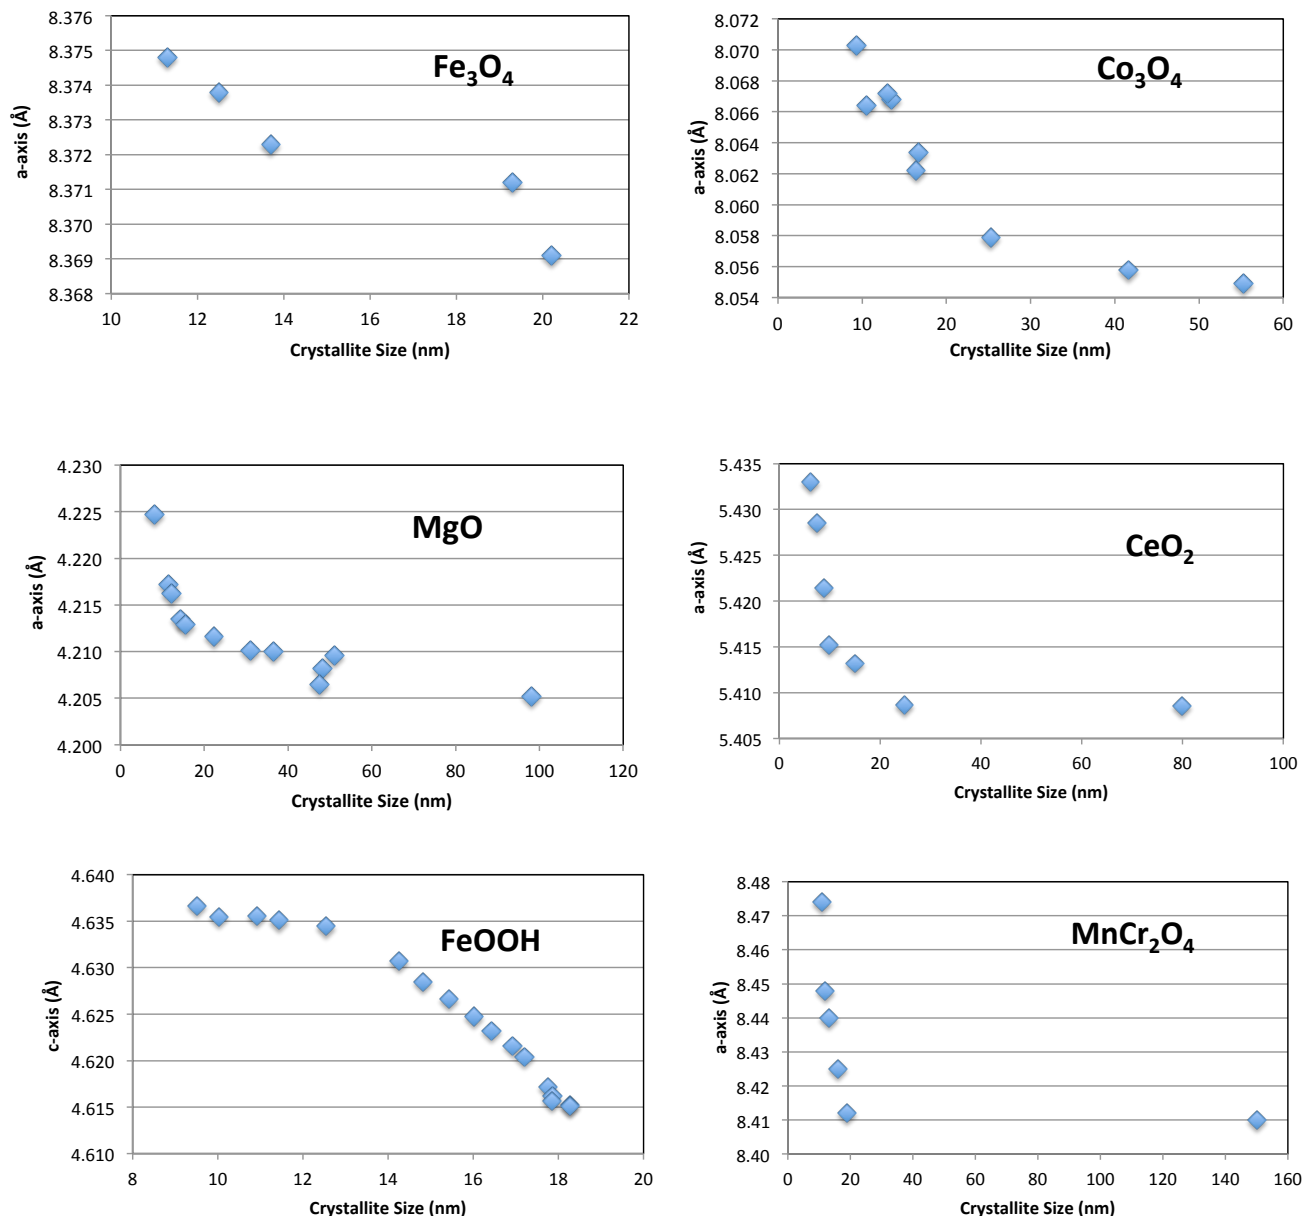 8.376
8.375
8.374
8.373
8.372
8.371
8.370
8.369
8.368
a-axis (Å)
Fe₃O₄
10 12 14 16 18 20 22
Crystallite Size (nm)
8.072
8.070
8.068
8.066
8.064
8.062
8.060
8.058
8.056
8.054
a-axis (Å)
Co₃O₄
0 10 20 30 40 50 60
Crystallite Size (nm)
4.230
4.225
4.220
4.215
4.210
4.205
4.200
a-axis (Å)
MgO
0 20 40 60 80 100 120
Crystallite Size (nm)
5.435
5.430
5.425
5.420
5.415
5.410
5.405
a-axis (Å)
CeO₂
0 20 40 60 80 100
Crystallite Size (nm)
4.640
4.635
4.630
4.625
4.620
4.615
4.610
c-axis (Å)
FeOOH
8 10 12 14 16 18 20
Crystallite Size (nm)
8.48
8.47
8.46
8.45
8.44
8.43
8.42
8.41
8.40
a-axis (Å)
MnCr₂O₄
0 20 40 60 80 100 120 140 160
Crystallite Size (nm)